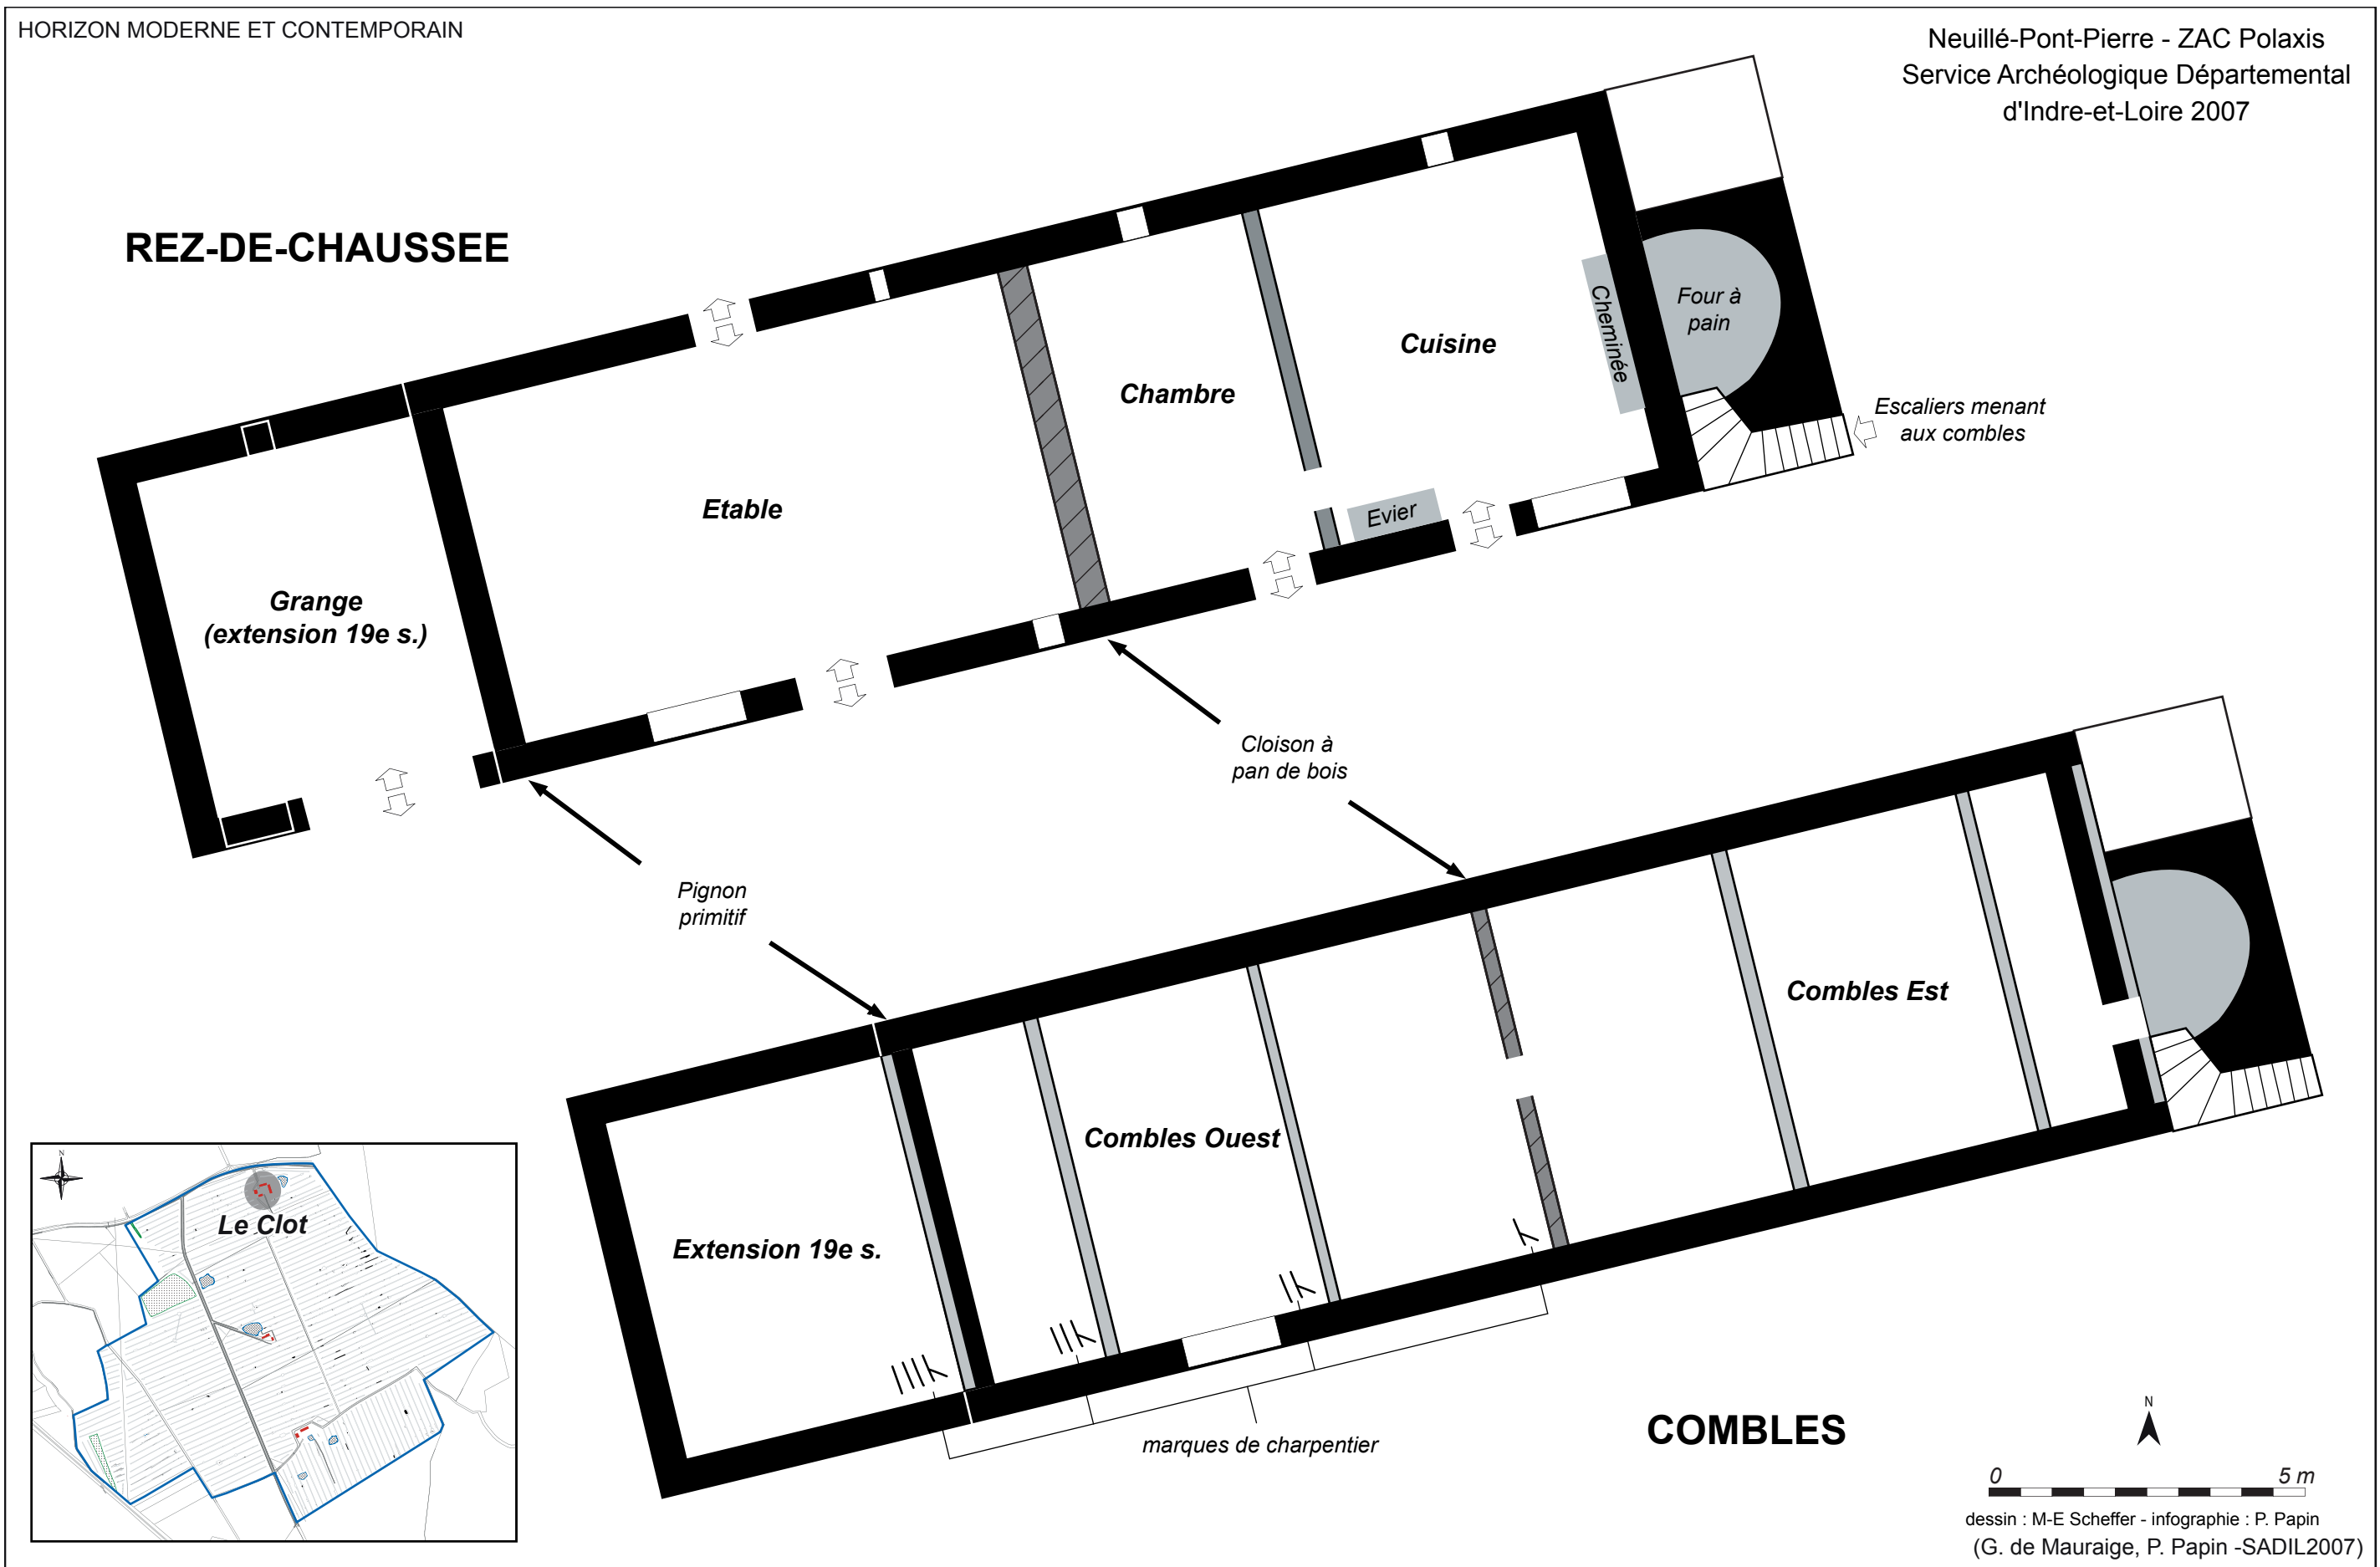 HORIZON MODERNE ET CONTEMPORAIN
Neuillé-Pont-Pierre - ZAC Polaxis
Service Archéologique Départemental
d'Indre-et-Loire 2007
REZ-DE-CHAUSSEE
Four à
pain
Cheminée
Cuisine
Chambre
Escaliers menant
aux combles
Etable
Evier
Grange
(extension 19e s.)
Cloison à
pan de bois
Pignon
primitif
Combles Est
Combles Ouest
Extension 19e s.
N
Le Clot
marques de charpentier
COMBLES
N
0
5 m
dessin : M-E Scheffer - infographie : P. Papin
(G. de Mauraige, P. Papin -SADIL2007)